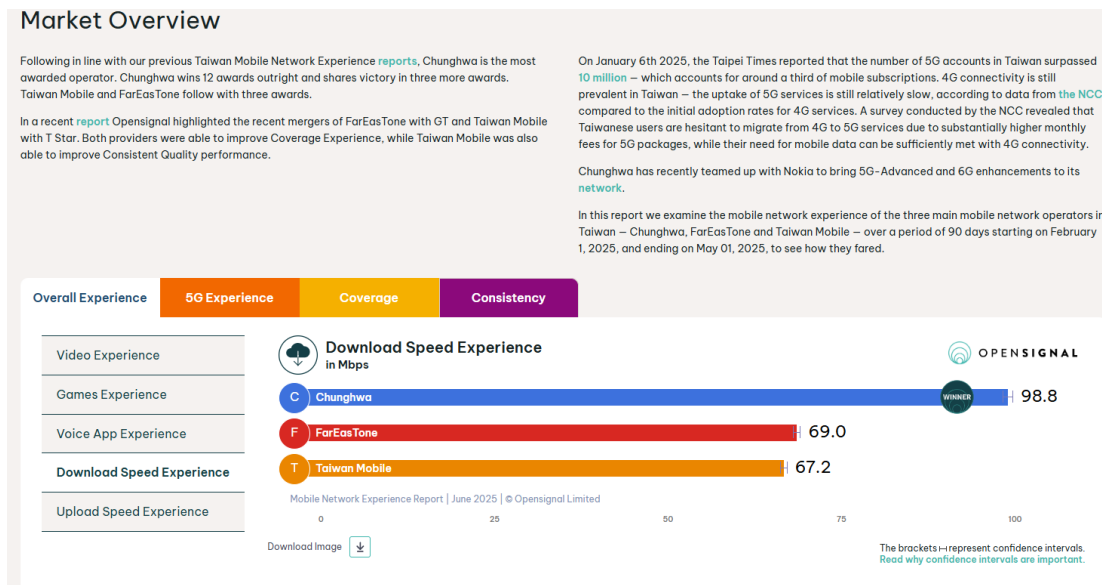 Market Overview
Following in line with our previous Taiwan Mobile Network Experience reports, Chunghwa is the most
awarded operator. Chunghwa wins 12 awards outright and shares victory in three more awards.
Taiwan Mobile and FarEasTone follow with three awards.
In a recent report Opensignal highlighted the recent mergers of FarEasTone with GT and Taiwan Mobile
with T Star. Both providers were able to improve Coverage Experience, while Taiwan Mobile was also
able to improve Consistent Quality performance.
On January 6th 2025, the Taipei Times reported that the number of 5G accounts in Taiwan surpassed
10 million — which accounts for around a third of mobile subscriptions. 4G connectivity is still
prevalent in Taiwan — the uptake of 5G services is still relatively slow, according to data from the NCC
compared to the initial adoption rates for 4G services. A survey conducted by the NCC revealed that
Taiwanese users are hesitant to migrate from 4G to 5G services due to substantially higher monthly
fees for 5G packages, while their need for mobile data can be sufficiently met with 4G connectivity.
Chunghwa has recently teamed up with Nokia to bring 5G-Advanced and 6G enhancements to its
network.
In this report we examine the mobile network experience of the three main mobile network operators in
Taiwan — Chunghwa, FarEasTone and Taiwan Mobile — over a period of 90 days starting on February
1, 2025, and ending on May 01, 2025, to see how they fared.
Overall Experience
5G Experience
Coverage
Consistency
Video Experience
Games Experience
Voice App Experience
Download Speed Experience
Upload Speed Experience
Download Speed Experience
in Mbps
OPENSIGNAL
C Chunghwa WINNER 98.8
F FarEasTone 69.0
T Taiwan Mobile 67.2
Mobile Network Experience Report | June 2025 | © Opensignal Limited
0 25 50 75 100
Download Image
The brackets represent confidence intervals.
Read why confidence intervals are important.